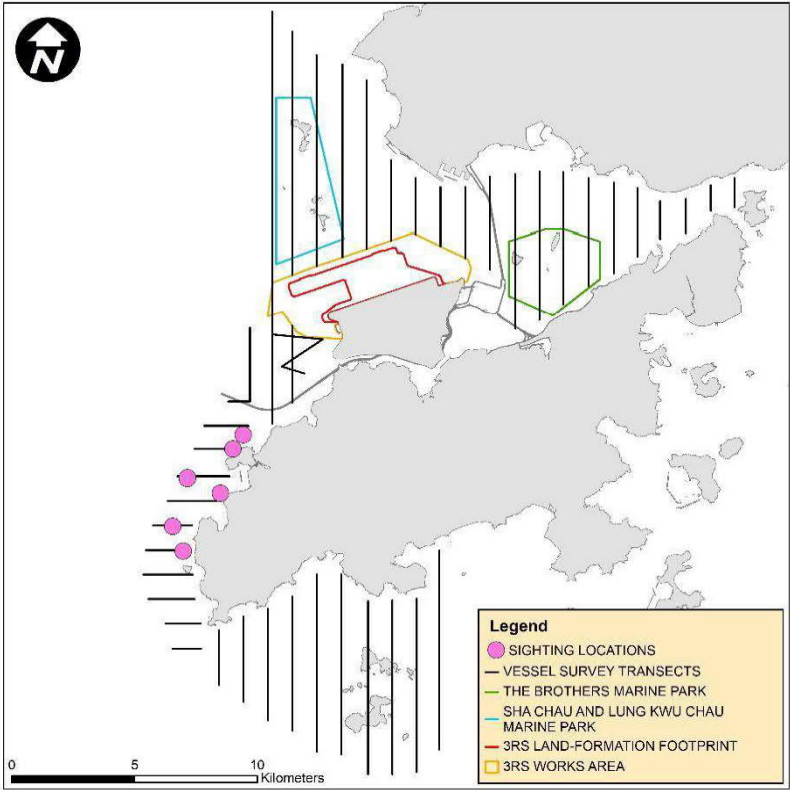 N
Legend
SIGHTING LOCATIONS
VESSEL SURVEY TRANSECTS
THE BROTHERS MARINE PARK
SHA CHAU AND LUNG KWU CHAU
MARINE PARK
3RS LAND-FORMATION FOOTPRINT
3RS WORKS AREA
0 5 10
Kilometers